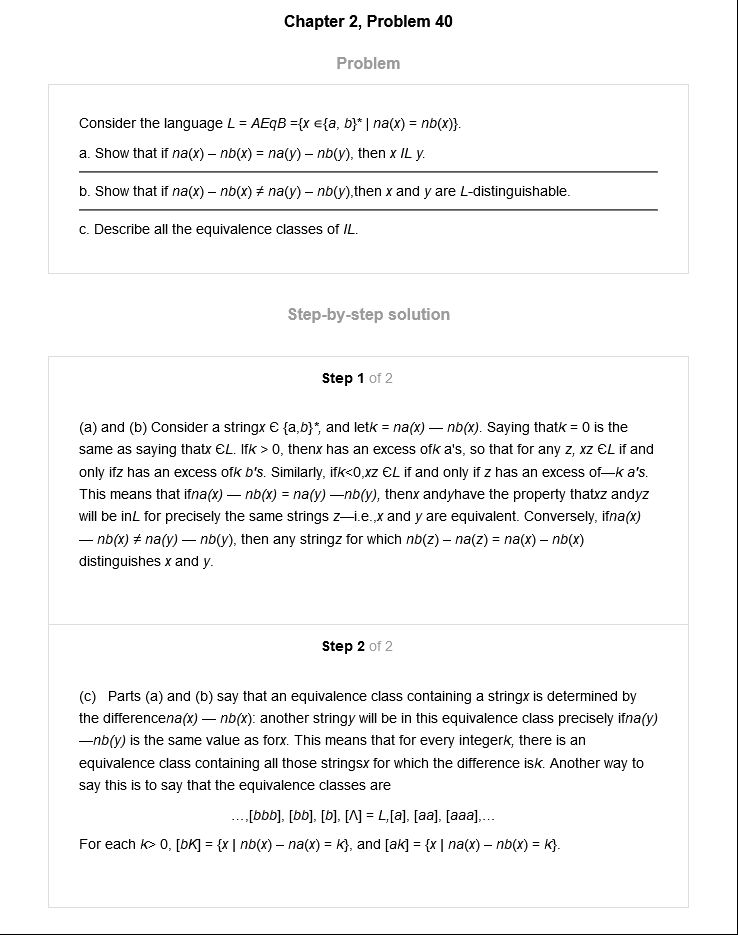 Chapter 2, Problem 40
Problem
Consider the language L = AEqB ={x ∈{a, b}* | na(x) = nb(x)}.
a. Show that if na(x) – nb(x) = na(y) – nb(y), then x IL y.
b. Show that if na(x) – nb(x) ≠ na(y) – nb(y),then x and y are L-distinguishable.
c. Describe all the equivalence classes of IL.
Step-by-step solution
Step 1 of 2
(a) and (b) Consider a stringx Є {a,b}*, and letk = na(x) — nb(x). Saying thatk = 0 is the
same as saying thatx ЄL. Ifk > 0, thenx has an excess ofk a's, so that for any z, xz ЄL if and
only ifz has an excess ofk b's. Similarly, ifk<0,xz ЄL if and only if z has an excess of—k a's.
This means that ifna(x) — nb(x) = na(y) —nb(y), thenx andyhave the property thatxz andyz
will be inL for precisely the same strings z—i.e.,x and y are equivalent. Conversely, ifna(x)
— nb(x) ≠ na(y) — nb(y), then any stringz for which nb(z) – na(z) = na(x) – nb(x)
distinguishes x and y.
Step 2 of 2
(c) Parts (a) and (b) say that an equivalence class containing a stringx is determined by
the differencena(x) — nb(x): another stringy will be in this equivalence class precisely ifna(y)
—nb(y) is the same value as forx. This means that for every integerk, there is an
equivalence class containing all those stringsx for which the difference isk. Another way to
say this is to say that the equivalence classes are
…,[bbb], [bb], [b], [Λ] = L,[a], [aa], [aaa],…
For each k> 0, [bK] = {x | nb(x) – na(x) = k}, and [ak] = {x | na(x) – nb(x) = k}.